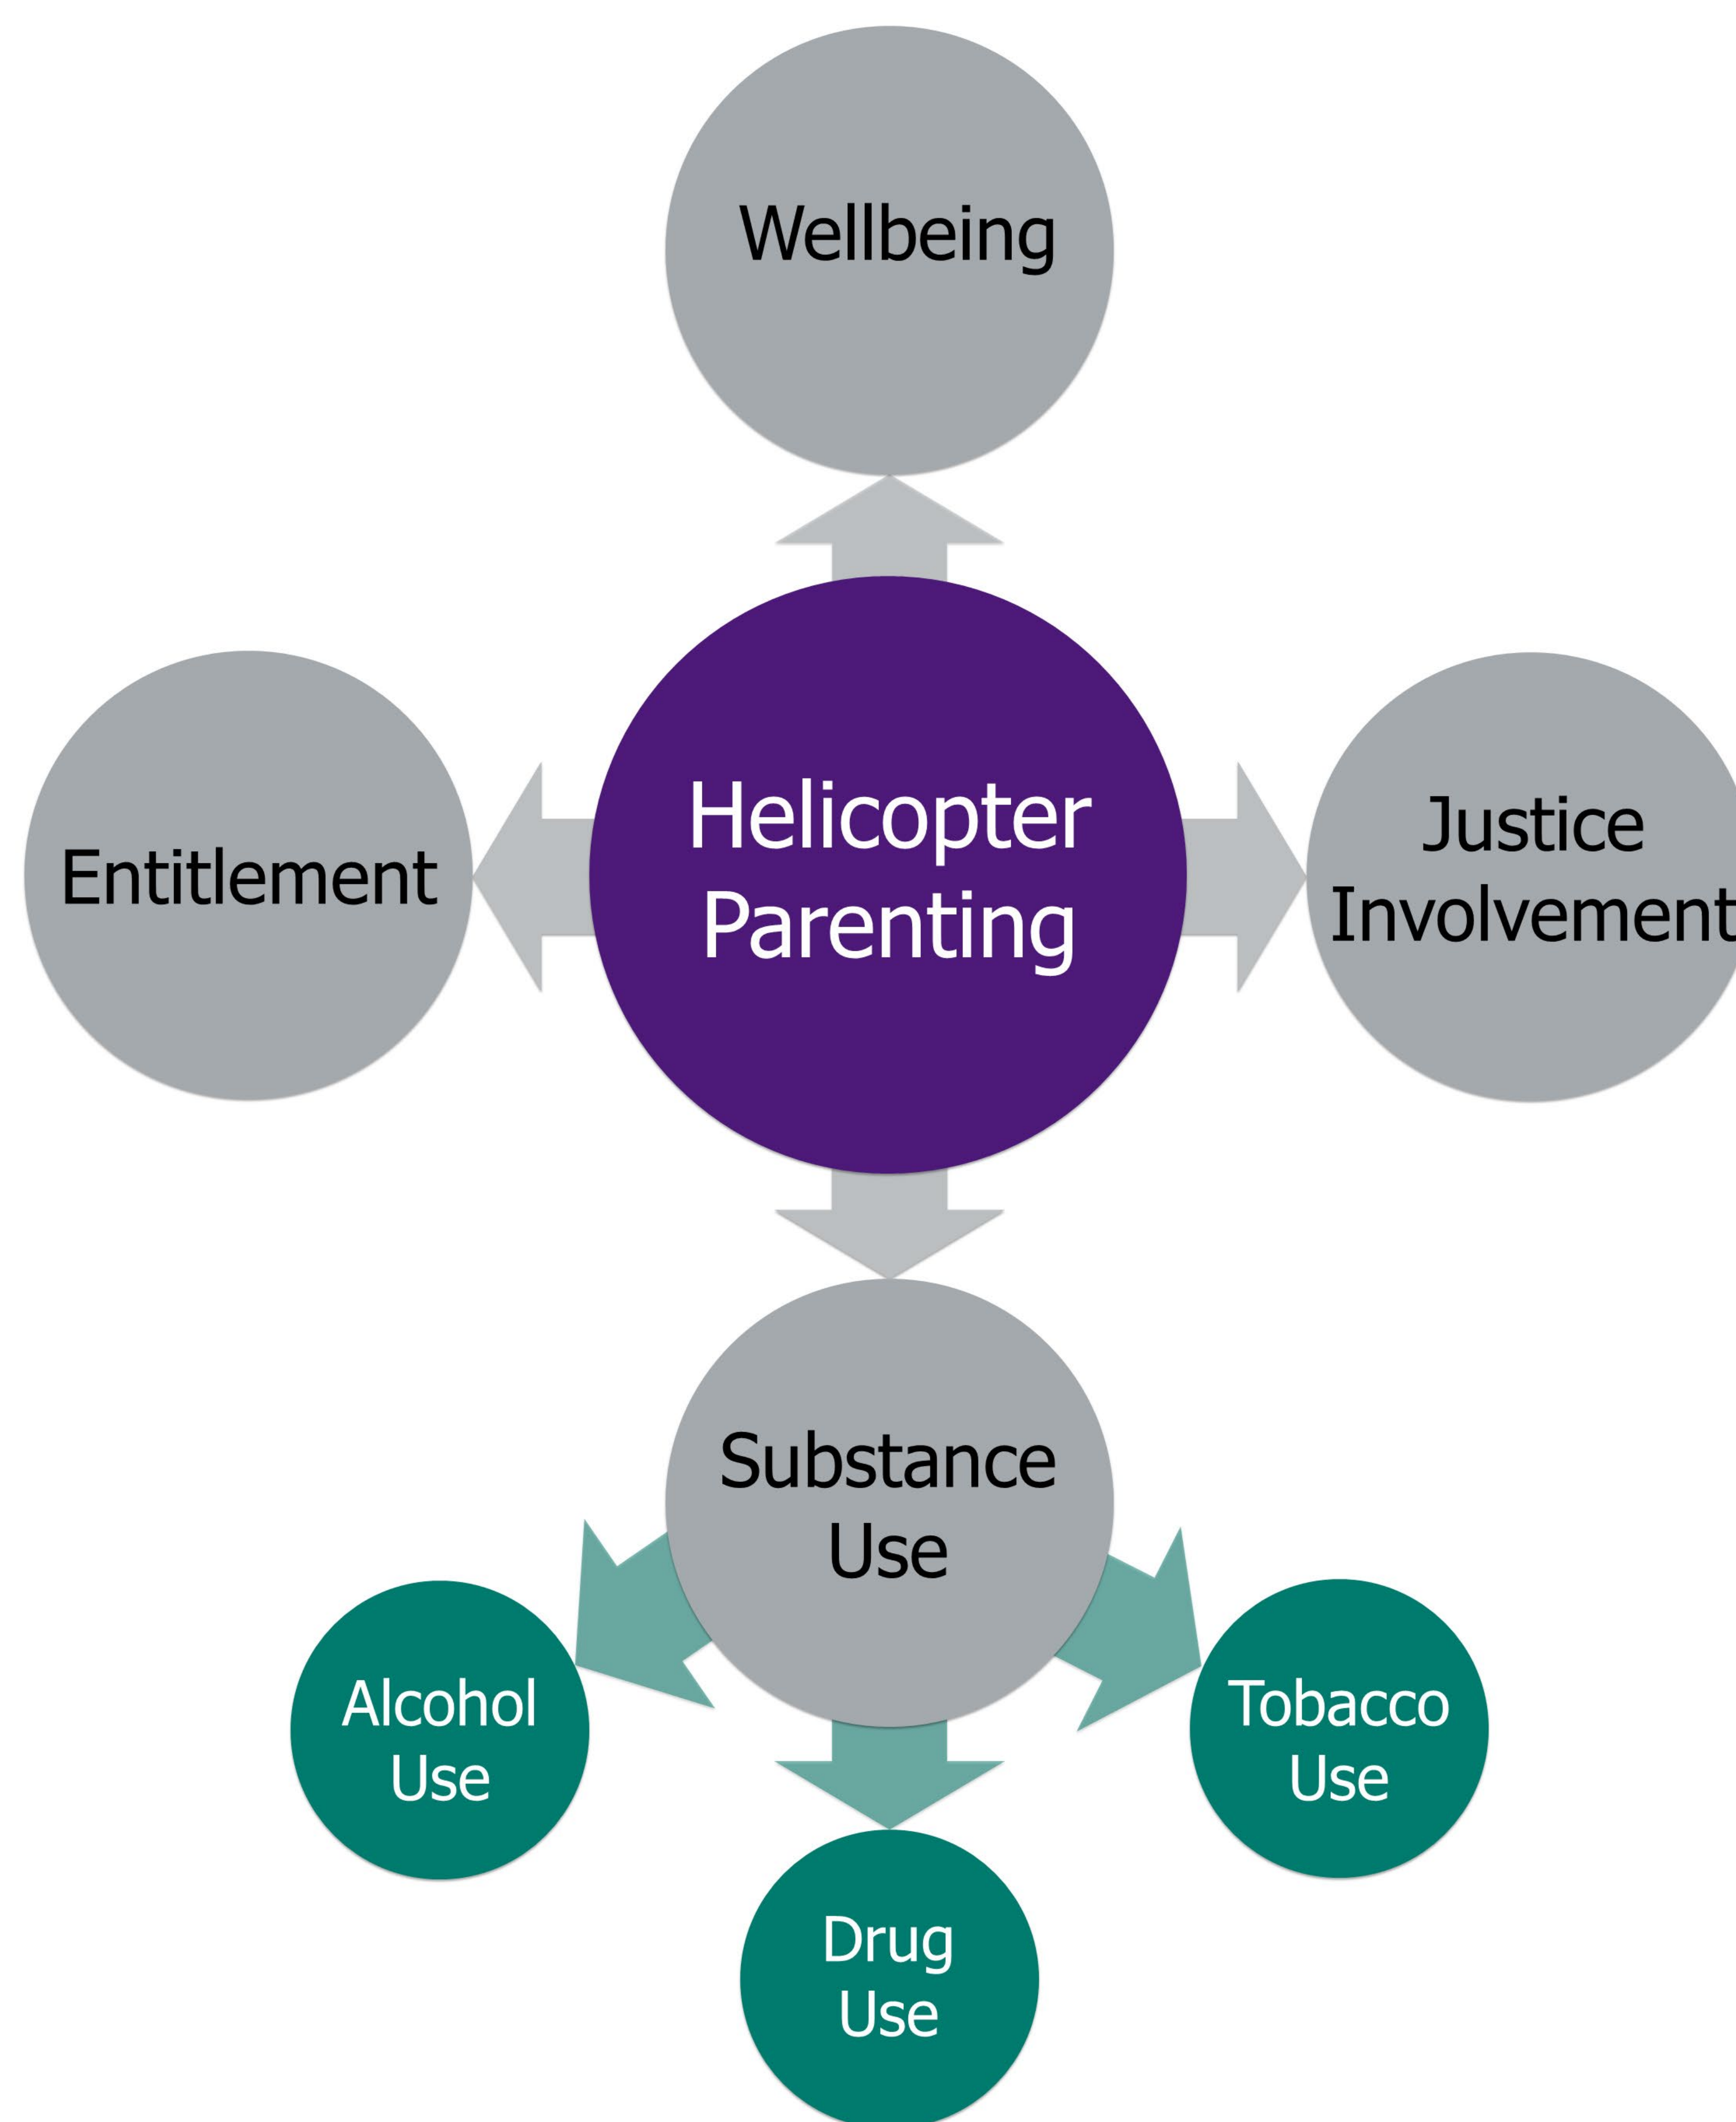 Wellbeing
Helicopter
Parenting
Entitlement
Justice
Involvement
Substance
Use
Alcohol
Use
Tobacco
Use
Drug
Use